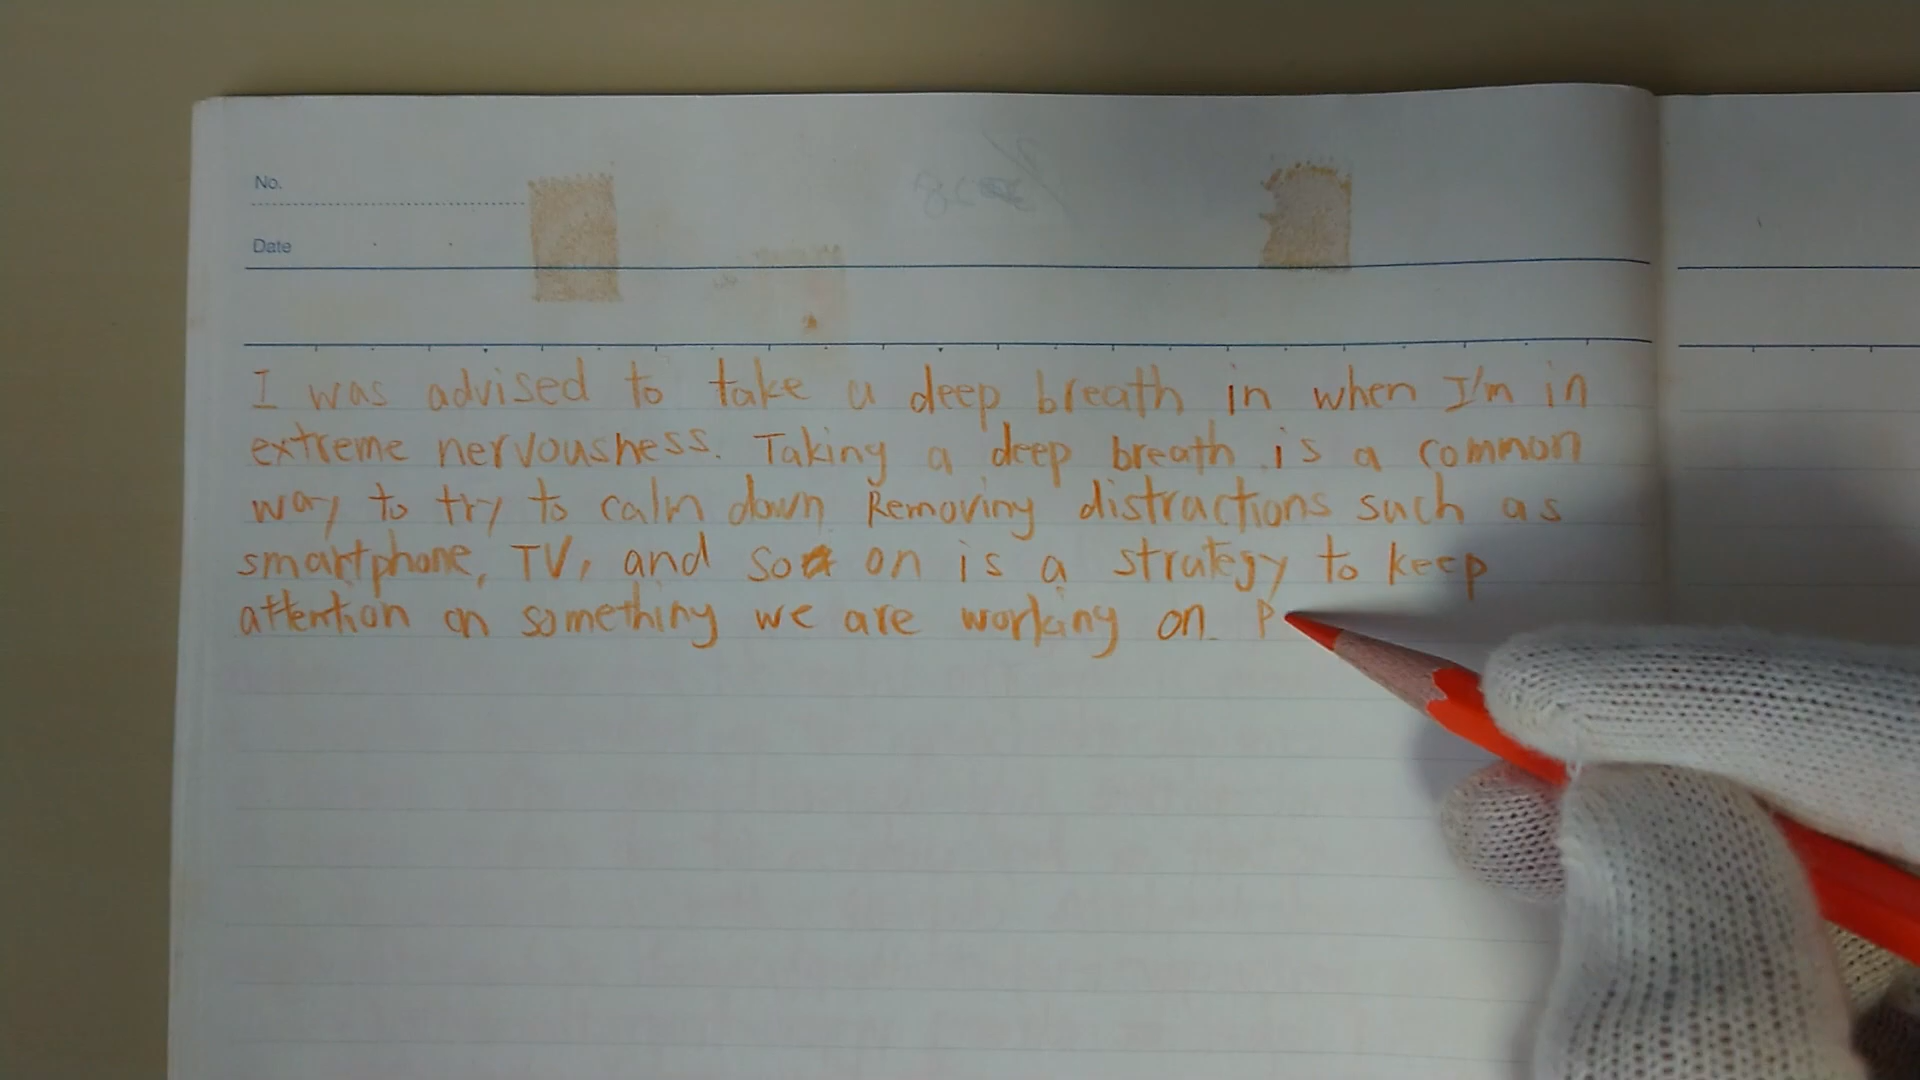 No.
Date
I was advised to take a deep breath in when I'm in
extreme nervousness. Taking a deep breath is a common
way to try to calm down Removing distractions such as
smartphone, TV, and so on is a strategy to keep
attention on something we are working on. P